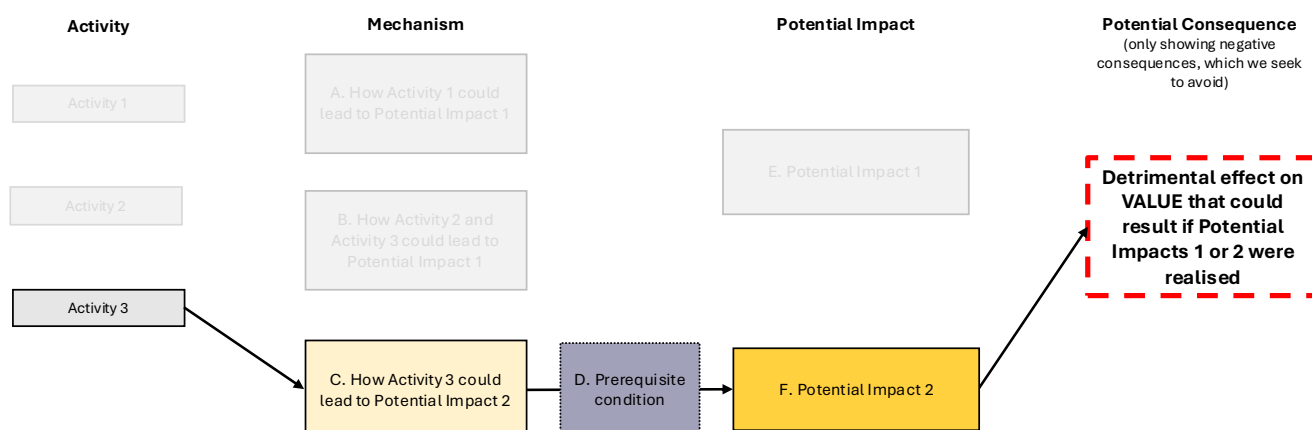 Activity
Mechanism
Potential Impact
Potential Consequence
(only showing negative
consequences, which we seek
to avoid)
Activity 1
A. How Activity 1 could
lead to Potential Impact 1
E. Potential Impact 1
Detrimental effect on
VALUE that could
result if Potential
Impacts 1 or 2 were
realised
Activity 2
B. How Activity 2 and
Activity 3 could lead to
Potential Impact 1
Activity 3
C. How Activity 3 could
lead to Potential Impact 2
D. Prerequisite
condition
F. Potential Impact 2